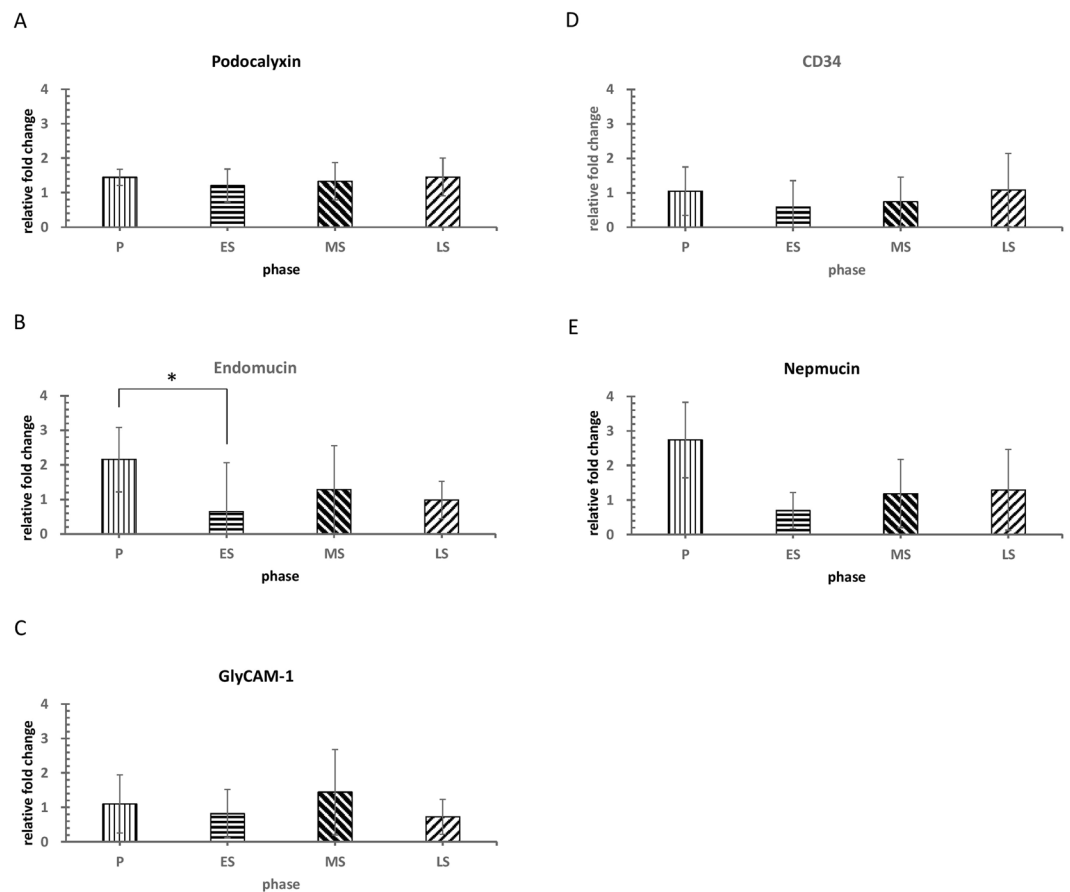 A
Podocalyxin
relative fold change
4
3
2
1
0
P ES MS LS
phase
B
Endomucin
*
relative fold change
4
3
2
1
0
P ES MS LS
phase
C
GlyCAM-1
relative fold change
4
3
2
1
0
P ES MS LS
phase
D
CD34
relative fold change
4
3
2
1
0
P ES MS LS
phase
E
Nepmucin
relative fold change
4
3
2
1
0
P ES MS LS
phase